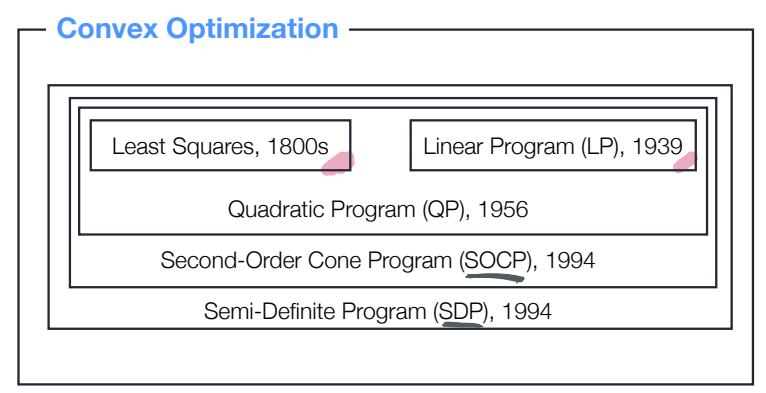 Convex Optimization
Least Squares, 1800s
Linear Program (LP), 1939
Quadratic Program (QP), 1956
Second-Order Cone Program (SOCP), 1994
Semi-Definite Program (SDP), 1994